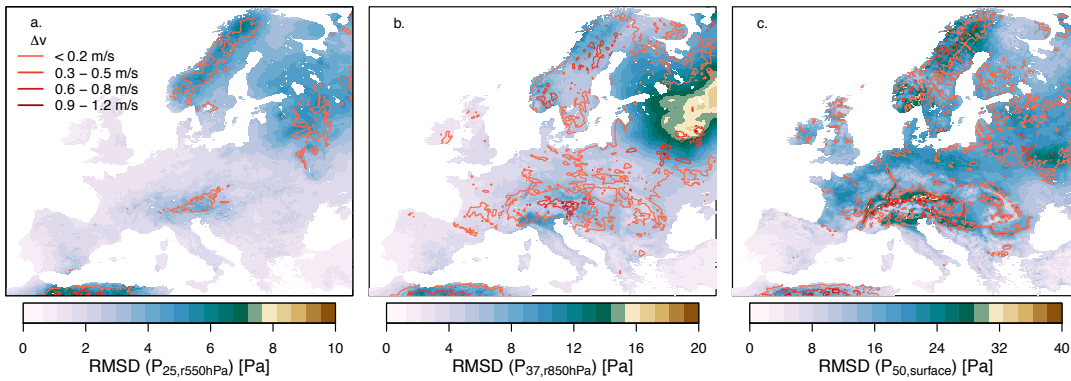 a.
Δv
< 0.2 m/s
0.3 – 0.5 m/s
0.6 – 0.8 m/s
0.9 – 1.2 m/s
b.
c.
0 2 4 6 8 10
RMSD (P25,r550hPa) [Pa]
0 4 8 12 16 20
RMSD (P37,r850hPa) [Pa]
0 8 16 24 32 40
RMSD (P50,surface) [Pa]